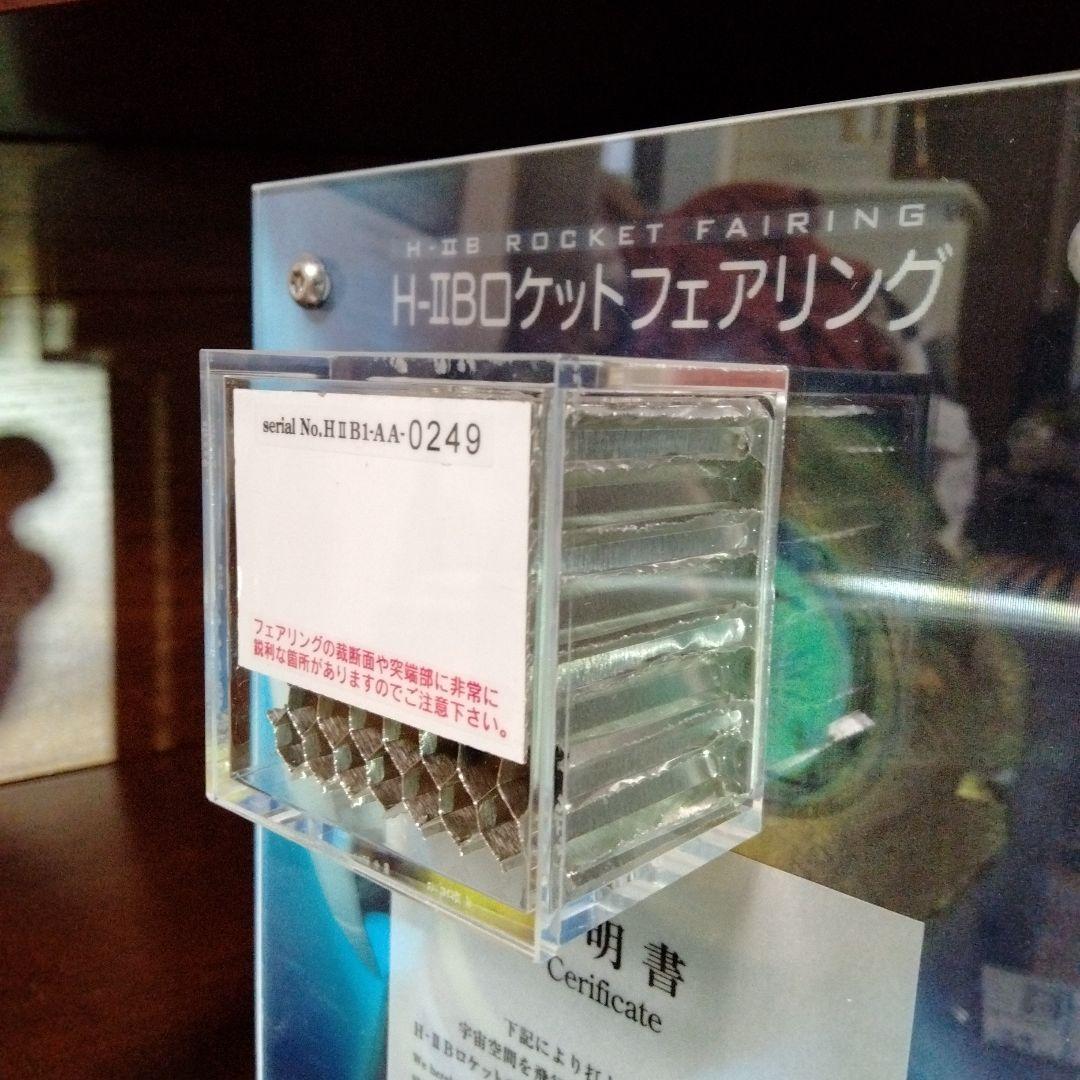 H-ⅡB ROCKET FAIRING
H-ⅡBロケットフェアリング
serial No.HⅡB1-AA-0249
フェアリングの裁断面や突端部に非常に
鋭利な箇所がありますのでご注意下さい。
明書
Cerificate
下記により打
宇宙空間を飛
H-ⅡBロケット
We